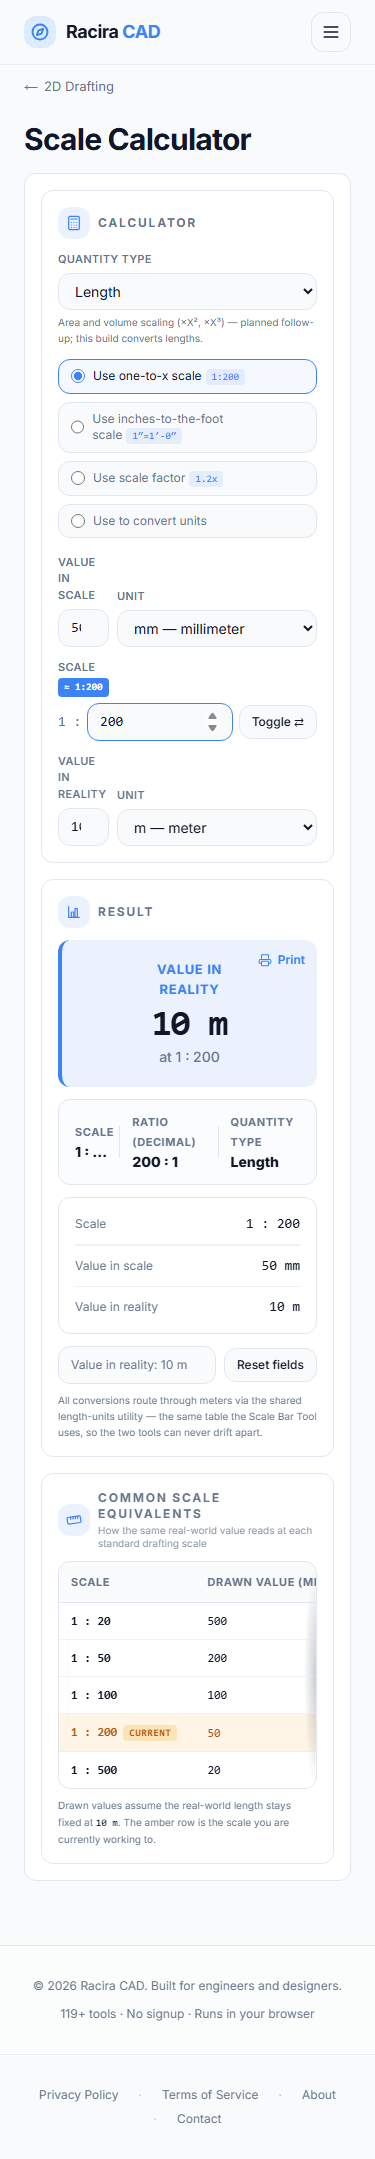 Racira CAD
← 2D Drafting
Scale Calculator
CALCULATOR
QUANTITY TYPE
Length
Area and volume scaling (×X², ×X³) — planned follow-
up; this build converts lengths.
Use one-to-x scale 1:200
Use inches-to-the-foot
scale 1″=1′-0″
Use scale factor 1.2x
Use to convert units
VALUE
IN
SCALE
UNIT
mm — millimeter
SCALE
≈ 1:200
1 : 200
Toggle ⇄
VALUE
IN
REALITY
UNIT
m — meter
RESULT
Print
VALUE IN
REALITY
10 m
at 1 : 200
SCALE
1 : ...
RATIO
(DECIMAL)
200 : 1
QUANTITY
TYPE
Length
Scale 1 : 200
Value in scale 50 mm
Value in reality 10 m
Value in reality: 10 m
Reset fields
All conversions route through meters via the shared
length-units utility — the same table the Scale Bar Tool
uses, so the two tools can never drift apart.
COMMON SCALE
EQUIVALENTS
How the same real-world value reads at each
standard drafting scale
SCALE DRAWN VALUE
1 : 20 500
1 : 50 200
1 : 100 100
1 : 200 CURRENT 50
1 : 500 20
Drawn values assume the real-world length stays
fixed at 10 m. The amber row is the scale you are
currently working to.
© 2026 Racira CAD. Built for engineers and designers.
119+ tools · No signup · Runs in your browser
Privacy Policy · Terms of Service · About
· Contact